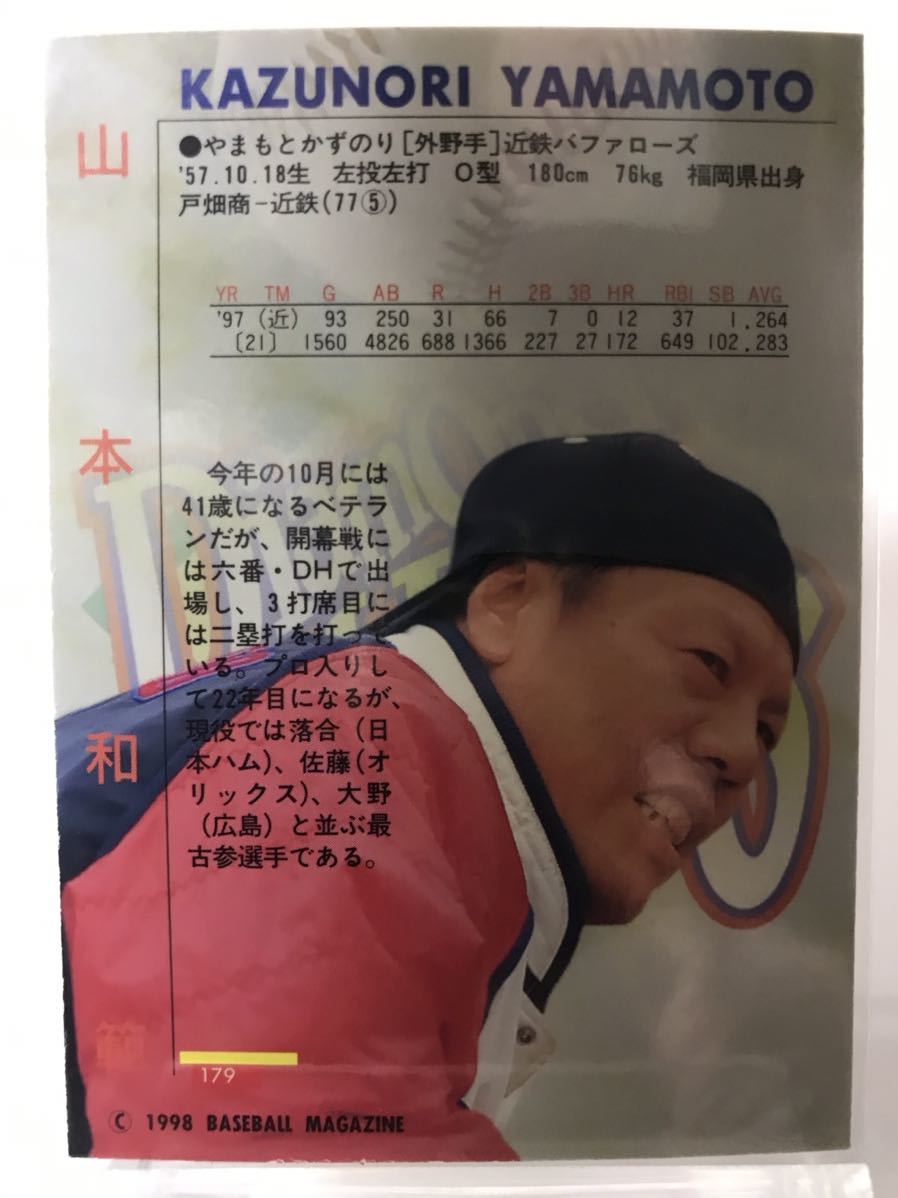 KAZUNORI YAMAMOTO
山本和範
●やまもとかずのり[外野手]近鉄バファローズ
'57.10.18生 左投左打 O型 180cm 76kg 福岡県出身
戸畑商－近鉄(77⑤)
YR TM G AB R H 2B 3B HR RBI SB AVG
'97 (近) 93 250 31 66 7 0 12 37 1 .264
〔21〕 1560 4826 688 1366 227 27 172 649 102 .283
今年の10月には
41歳になるベテラ
ンだが、開幕戦に
は六番・DHで出
場し、3打席目に
は二塁打を打って
いる。プロ入りし
て22年目になるが、
現役では落合（日
本ハム）、佐藤（オ
リックス）、大野
（広島）と並ぶ最
古参選手である。
179
© 1998 BASEBALL MAGAZINE